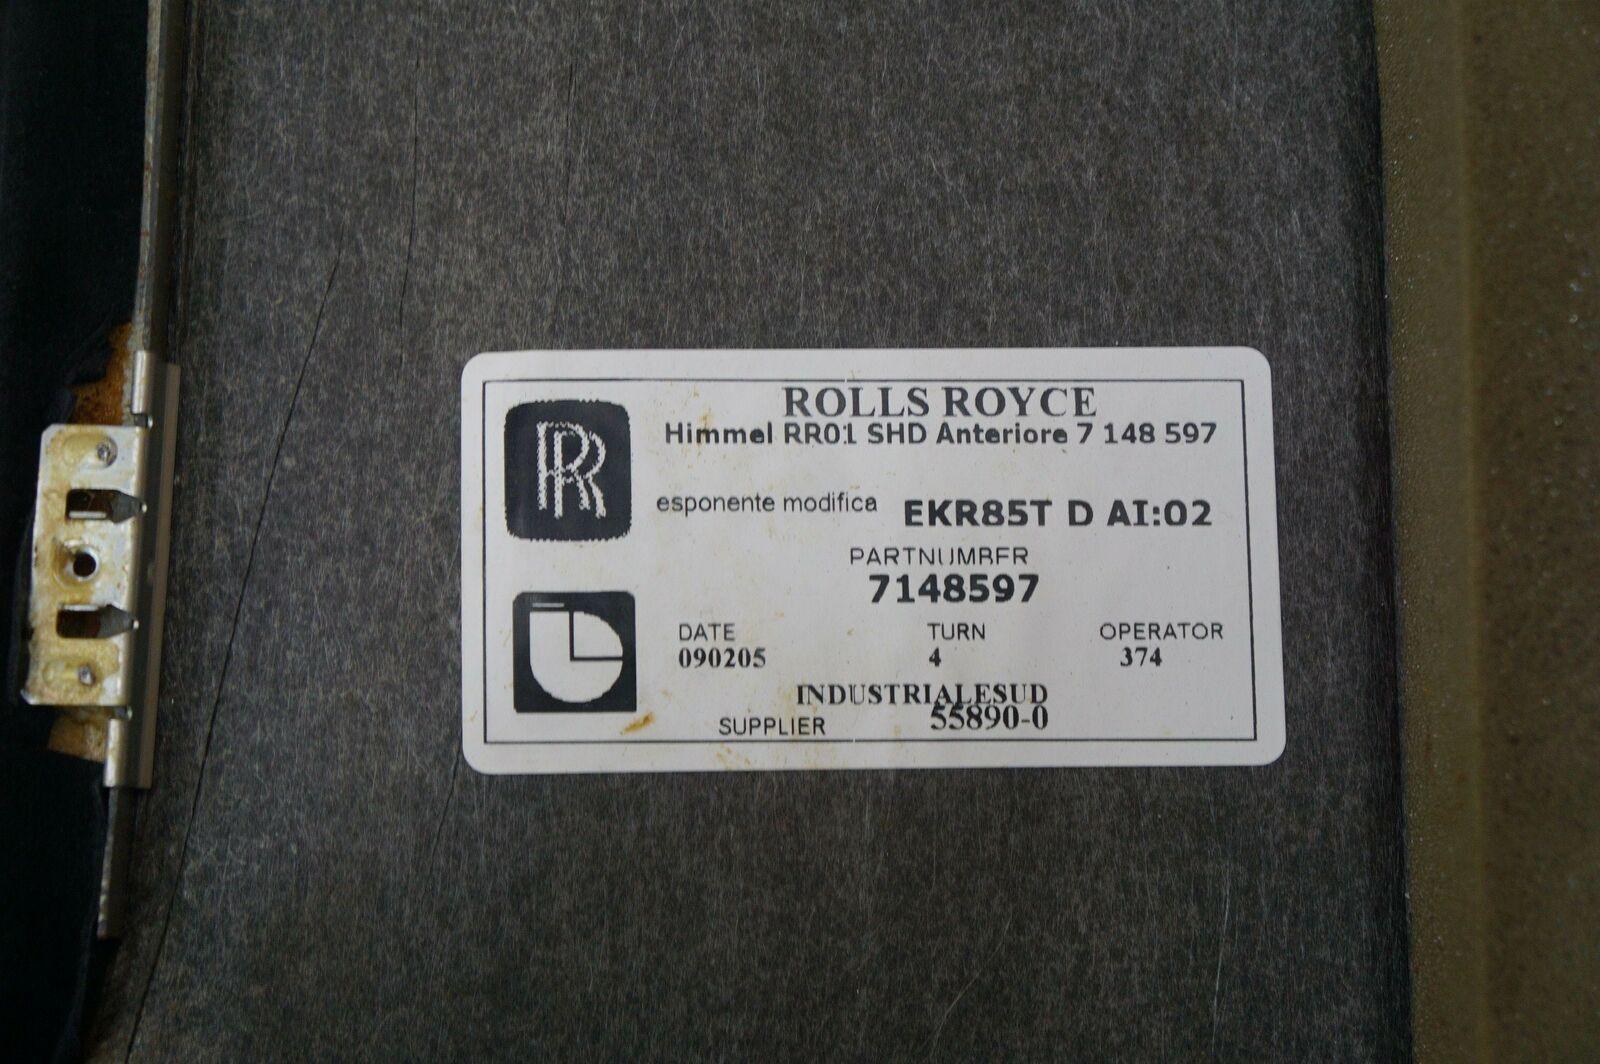 ROLLS ROYCE
Himmel RR01 SHD Anteriore 7 148 597
RR
esponente modifica EKR85T D AI:02
PARTNUMBER
7148597
DATE TURN OPERATOR
090205 4 374
INDUSTRIALESUD
SUPPLIER 55890-0